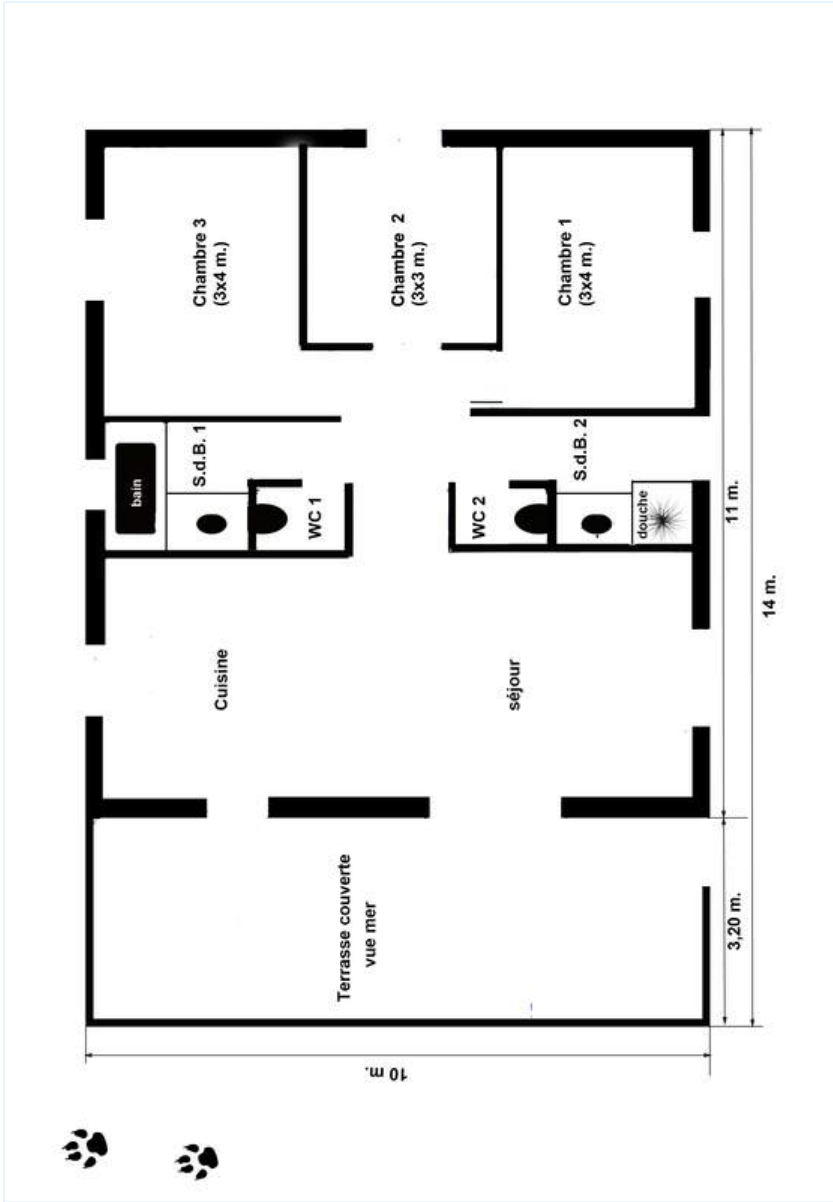 Chambre 3
(3x4 m.)
Chambre 2
(3x3 m.)
Chambre 1
(3x4 m.)
bain
S.d.B. 1
WC 1
WC 2
S.d.B. 2
douche
Cuisine
séjour
Terrasse couverte
vue mer
11 m.
14 m.
3,20 m.
10 m.